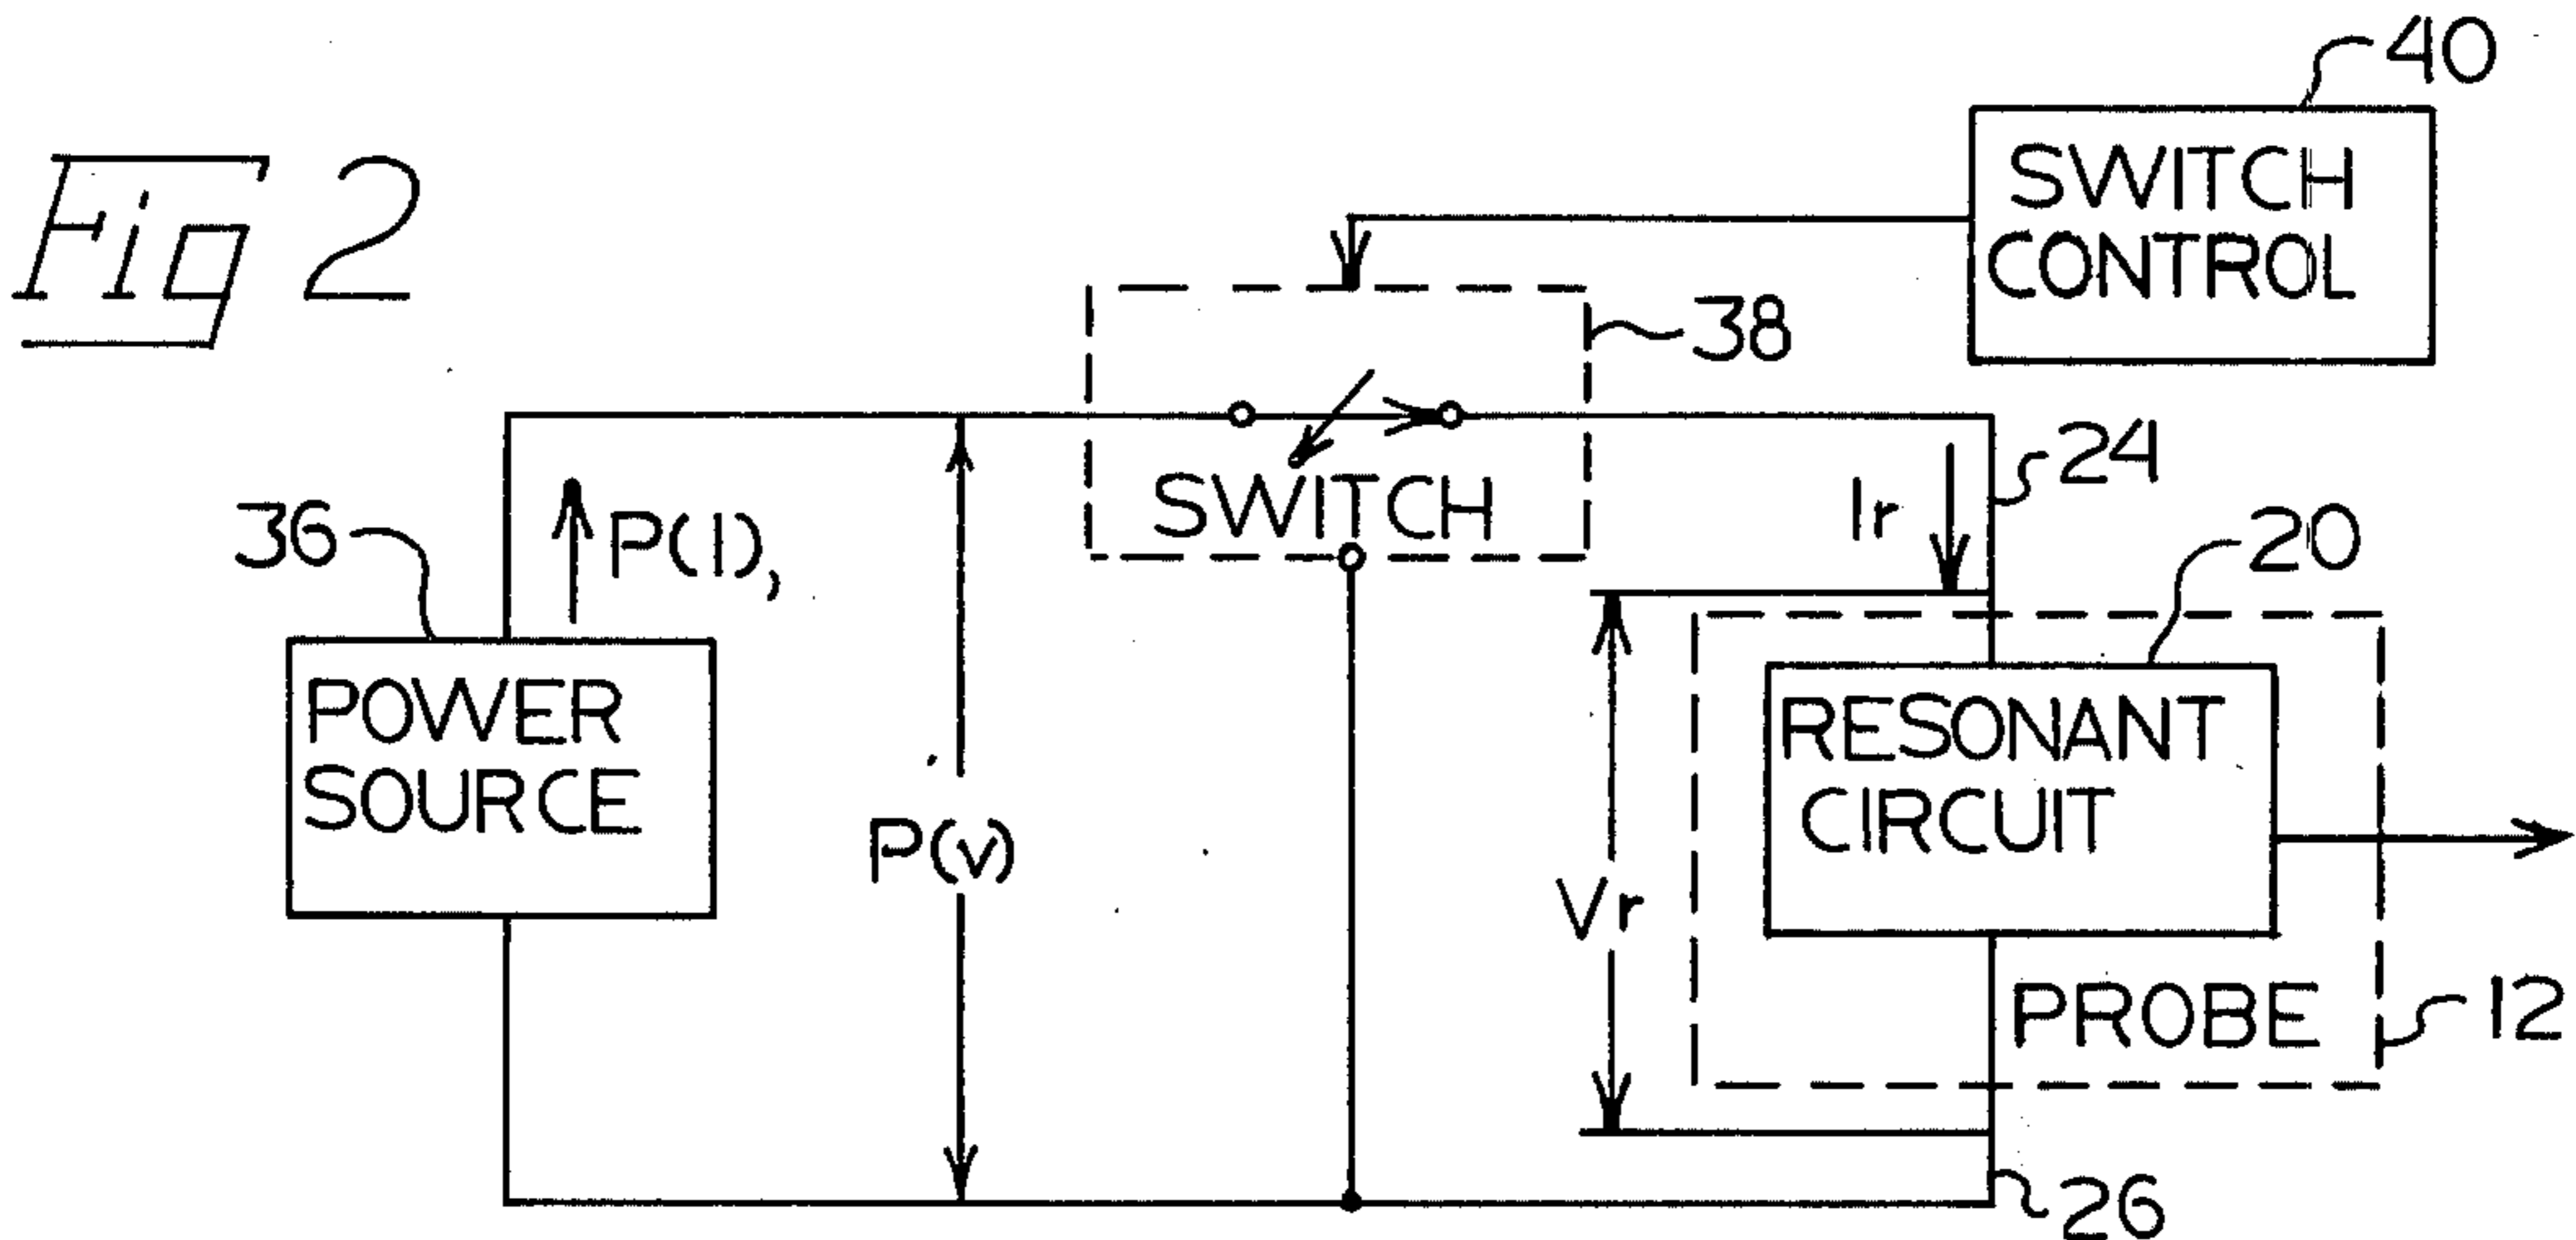 Fig 2
40
SWITCH
CONTROL
38
SWITCH
24
Ir
36
P(I),
20
POWER
SOURCE
P(v)
Vr
RESONANT
CIRCUIT
PROBE
12
26